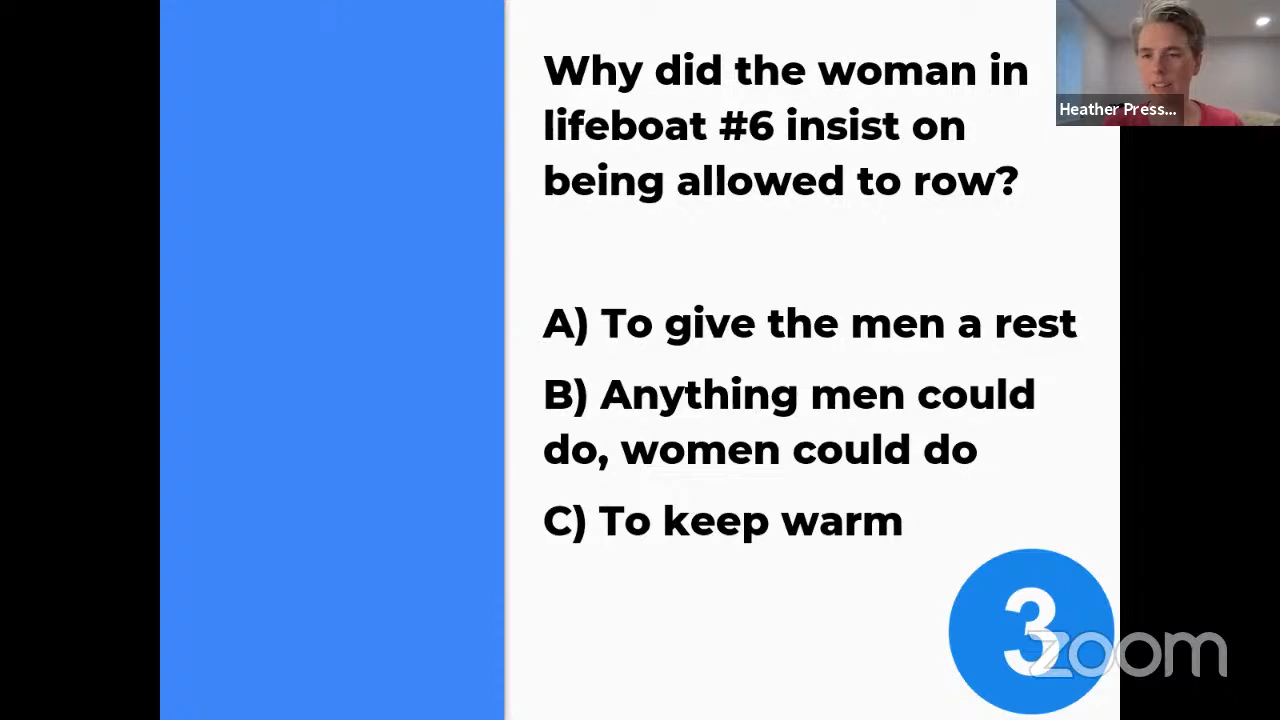 Why did the woman in
lifeboat #6 insist on
being allowed to row?
Heather Press...
A) To give the men a rest
B) Anything men could
do, women could do
C) To keep warm
3
zoom